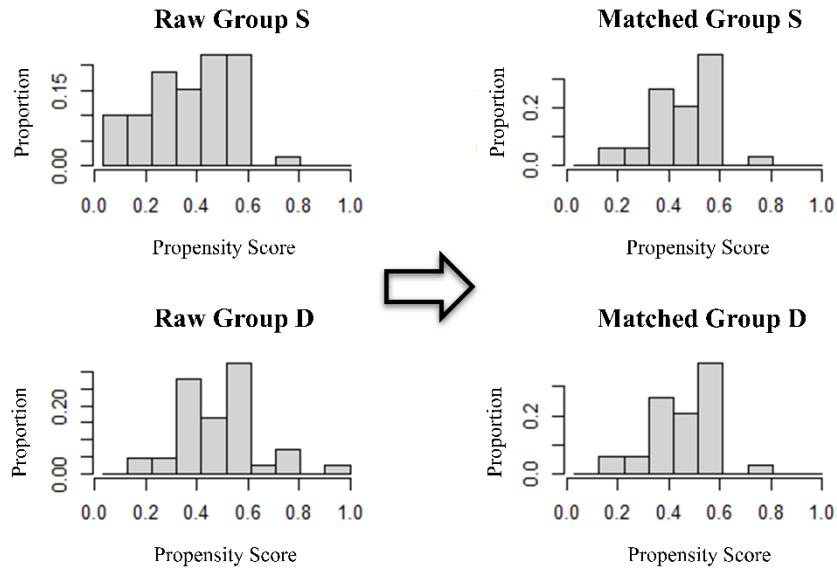 Raw Group S
Proportion
0.15
0.00
0.0 0.2 0.4 0.6 0.8 1.0
Propensity Score
Matched Group S
Proportion
0.2
0.0
0.0 0.2 0.4 0.6 0.8 1.0
Propensity Score
Raw Group D
Proportion
0.20
0.00
0.0 0.2 0.4 0.6 0.8 1.0
Propensity Score
Matched Group D
Proportion
0.2
0.0
0.0 0.2 0.4 0.6 0.8 1.0
Propensity Score